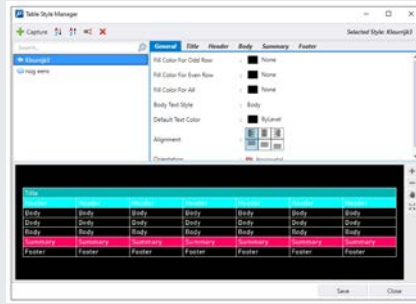 Table Style Manager
Capture
Selected Style: Kleurrijk3
Search...
Kleurrijk3
nog eens
General Title Header Body Summary Footer
Fill Color For Odd Row : None
Fill Color For Even Row : None
Fill Color For All : None
Body Text Style : Body
Default Text Color : ByLevel
Alignment :
Orientation : Horizontal
Title
Header Header Header Header Header Header Header
Body Body Body Body Body Body Body
Body Body Body Body Body Body Body
Body Body Body Body Body Body Body
Summary Summary Summary Summary Summary Summary Summary
Footer Footer Footer Footer Footer Footer Footer
Save Close